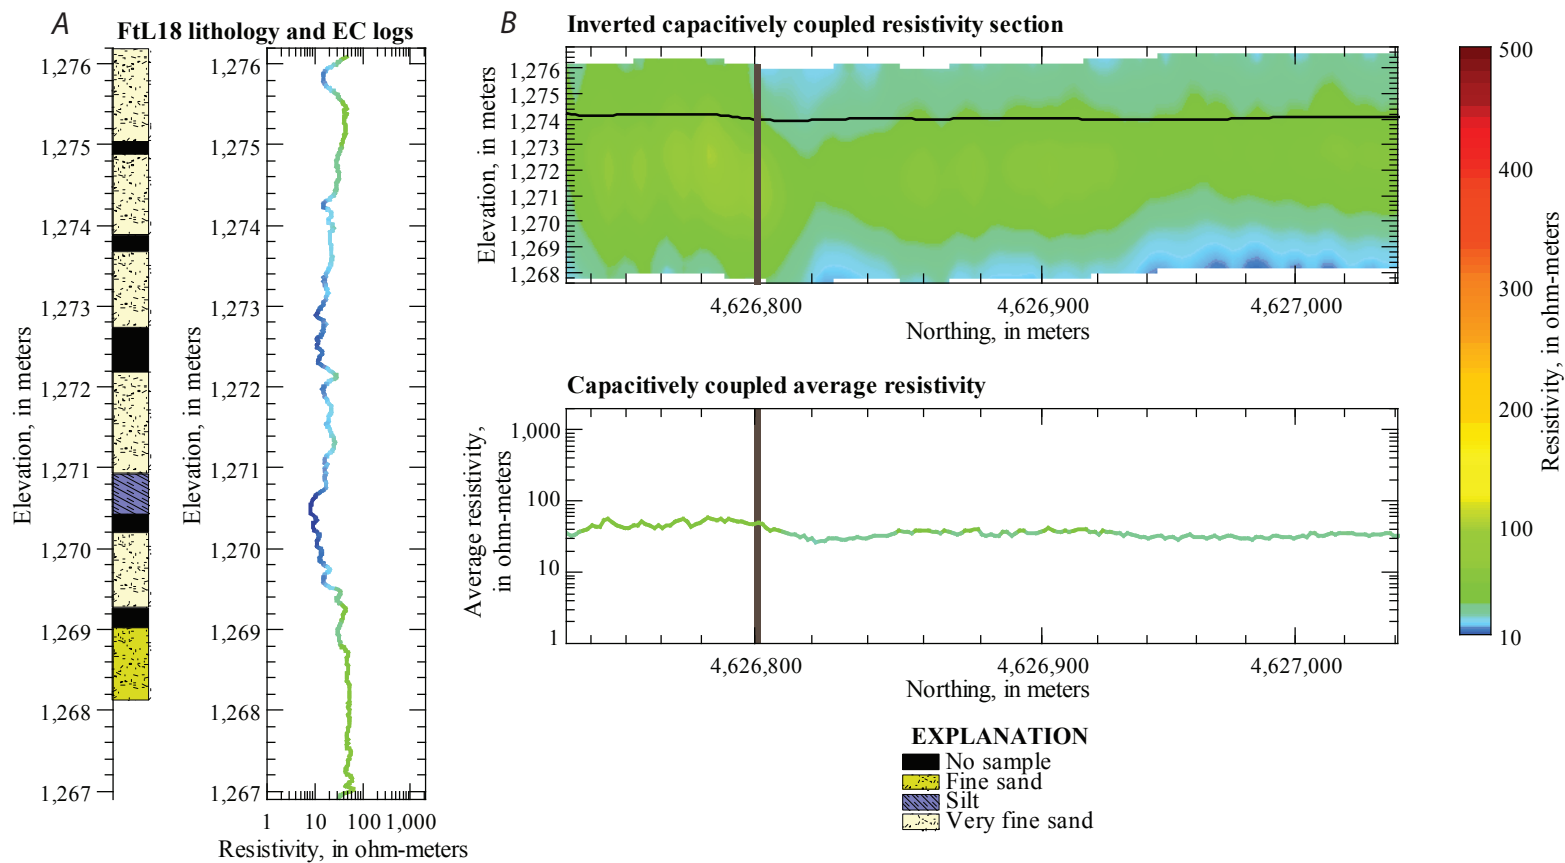 A
FtL18 lithology and EC logs
Elevation, in meters
1,276
1,275
1,274
1,273
1,272
1,271
1,270
1,269
1,268
1,267
Elevation, in meters
1,276
1,275
1,274
1,273
1,272
1,271
1,270
1,269
1,268
1,267
1 10 100 1,000
Resistivity, in ohm-meters
B
Inverted capacitively coupled resistivity section
Elevation, in meters
1,276
1,275
1,274
1,273
1,272
1,271
1,270
1,269
1,268
4,626,800 4,626,900 4,627,000
Northing, in meters
Capacitively coupled average resistivity
Average resistivity,
in ohm-meters
1,000
100
10
1
4,626,800 4,626,900 4,627,000
Northing, in meters
EXPLANATION
No sample
Fine sand
Silt
Very fine sand
500
400
300
200
100
10
Resistivity, in ohm-meters